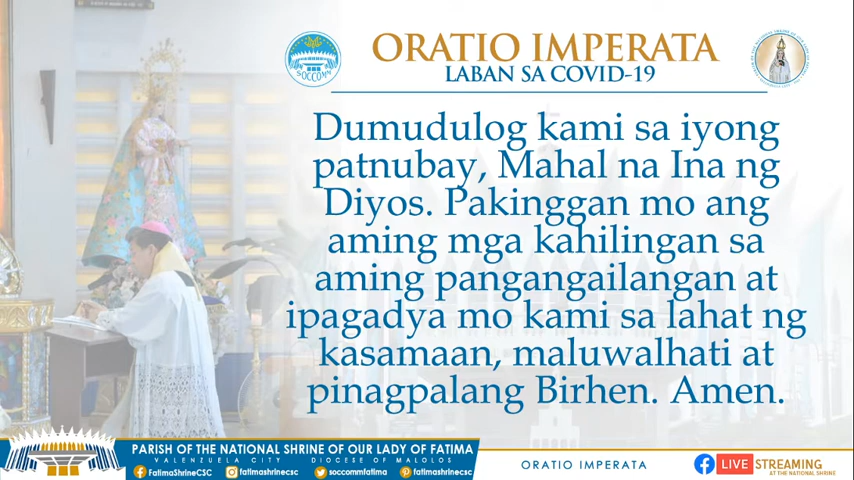 ORATIO IMPERATA
LABAN SA COVID-19
SOCCOMM
Dumudulog kami sa iyong
patnubay, Mahal na Ina ng
Diyos. Pakinggan mo ang
aming mga kahilingan sa
aming pangangailangan at
ipagadya mo kami sa lahat ng
kasamaan, maluwalhati at
pinagpalang Birhen. Amen.
PARISH OF THE NATIONAL SHRINE OF OUR LADY OF FATIMA
VALENZUELA CITY DIOCESE OF MALOLOS
FatimaShrineCSC fatimashrinecsc soccommfatima fatimashrinecsc
ORATIO IMPERATA
LIVE STREAMING
AT THE NATIONAL SHRINE